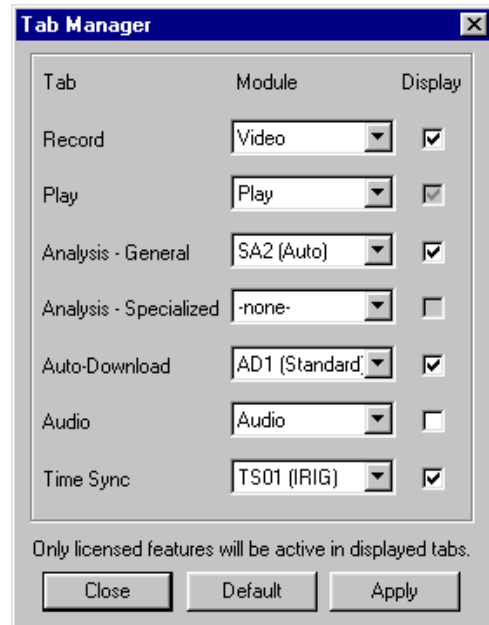 Tab Manager
Tab Module Display
Record Video
Play Play
Analysis - General SA2 (Auto)
Analysis - Specialized -none-
Auto-Download AD1 (Standard)
Audio Audio
Time Sync TS01 (IRIG)
Only licensed features will be active in displayed tabs.
Close Default Apply